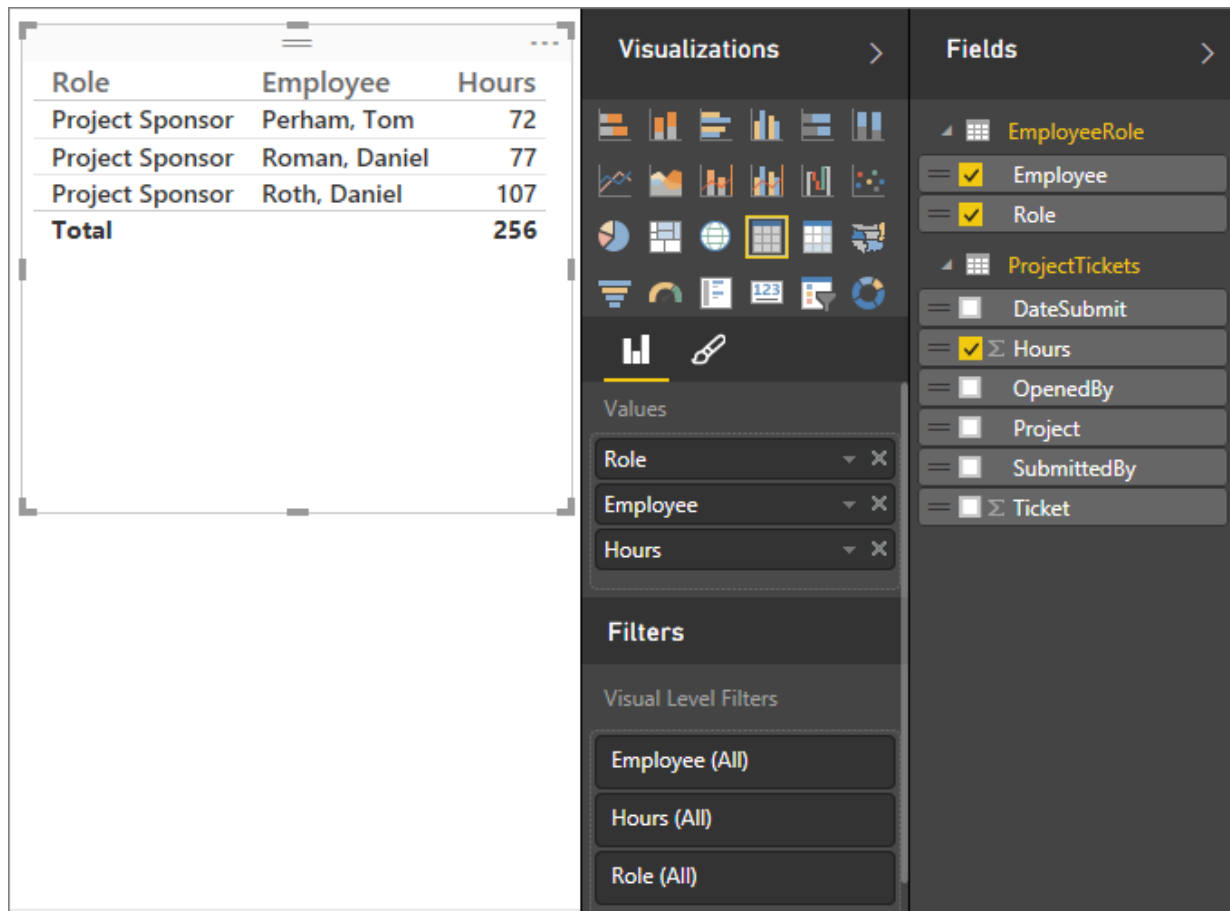 Role Employee Hours
Project Sponsor Perham, Tom 72
Project Sponsor Roman, Daniel 77
Project Sponsor Roth, Daniel 107
Total 256
Visualizations
123
Values
Role
Employee
Hours
Filters
Visual Level Filters
Employee (All)
Hours (All)
Role (All)
Fields
EmployeeRole
Employee
Role
ProjectTickets
DateSubmit
Σ Hours
OpenedBy
Project
SubmittedBy
Σ Ticket